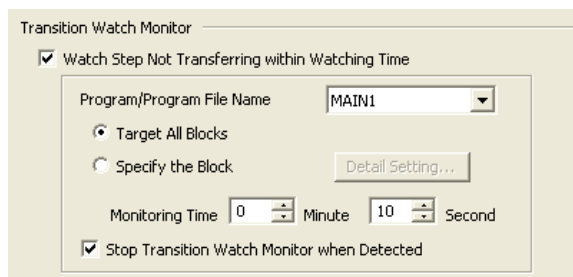 Transition Watch Monitor
Watch Step Not Transferring within Watching Time
Program/Program File Name MAIN1
Target All Blocks
Specify the Block Detail Setting...
Monitoring Time 0 Minute 10 Second
Stop Transition Watch Monitor when Detected